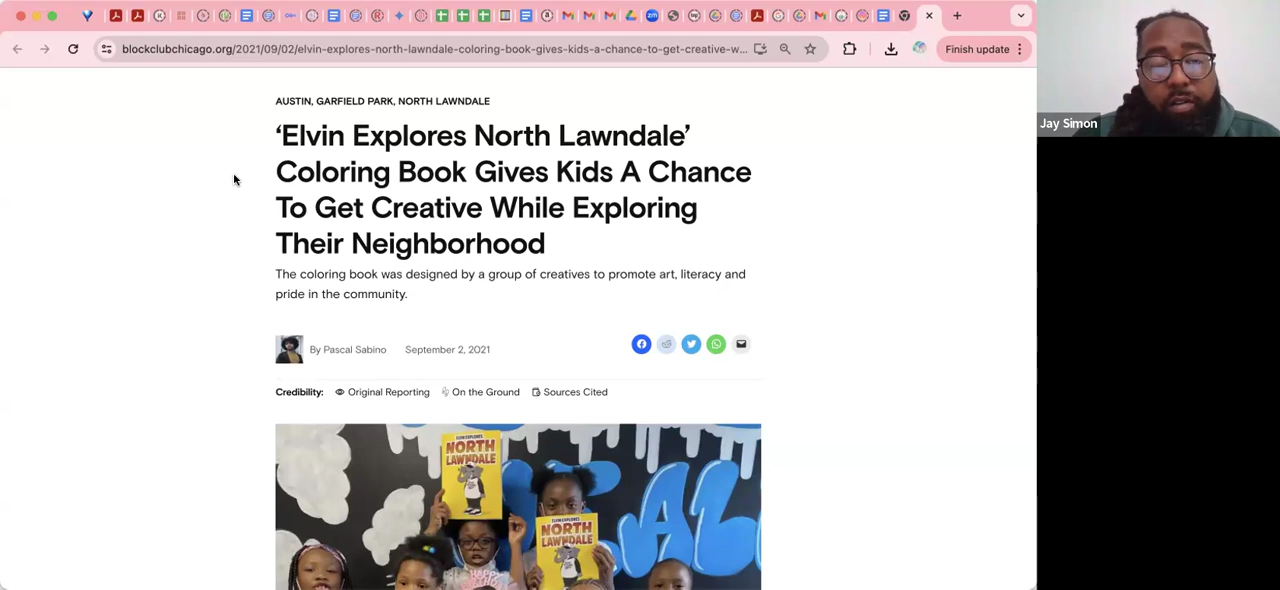 blockclubchicago.org/2021/09/02/elvin-explores-north-lawndale-coloring-book-gives-kids-a-chance-to-get-creative-w...
Finish update
Jay Simon
AUSTIN, GARFIELD PARK, NORTH LAWNDALE
‘Elvin Explores North Lawndale’
Coloring Book Gives Kids A Chance
To Get Creative While Exploring
Their Neighborhood
The coloring book was designed by a group of creatives to promote art, literacy and
pride in the community.
By Pascal Sabino September 2, 2021
Credibility: Original Reporting On the Ground Sources Cited
ELVIN EXPLORES
NORTH
LAWNDALE
ELVIN EXPLORES
NORTH
LAWNDALE